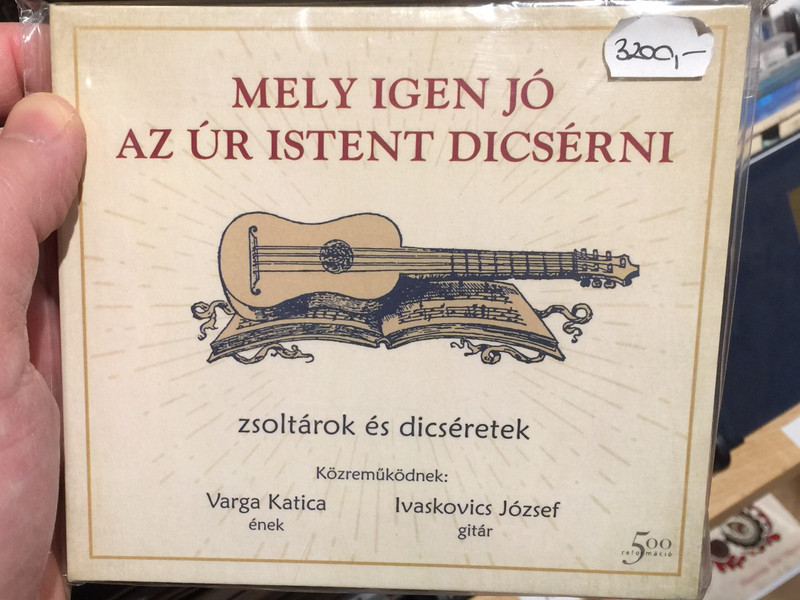 3200,-
MELY IGEN JÓ
AZ ÚR ISTENT DICSÉRNI
zsoltárok és dicséretek
Közreműködnek:
Varga Katica Ivaskovics József
ének gitár
500
reformáció